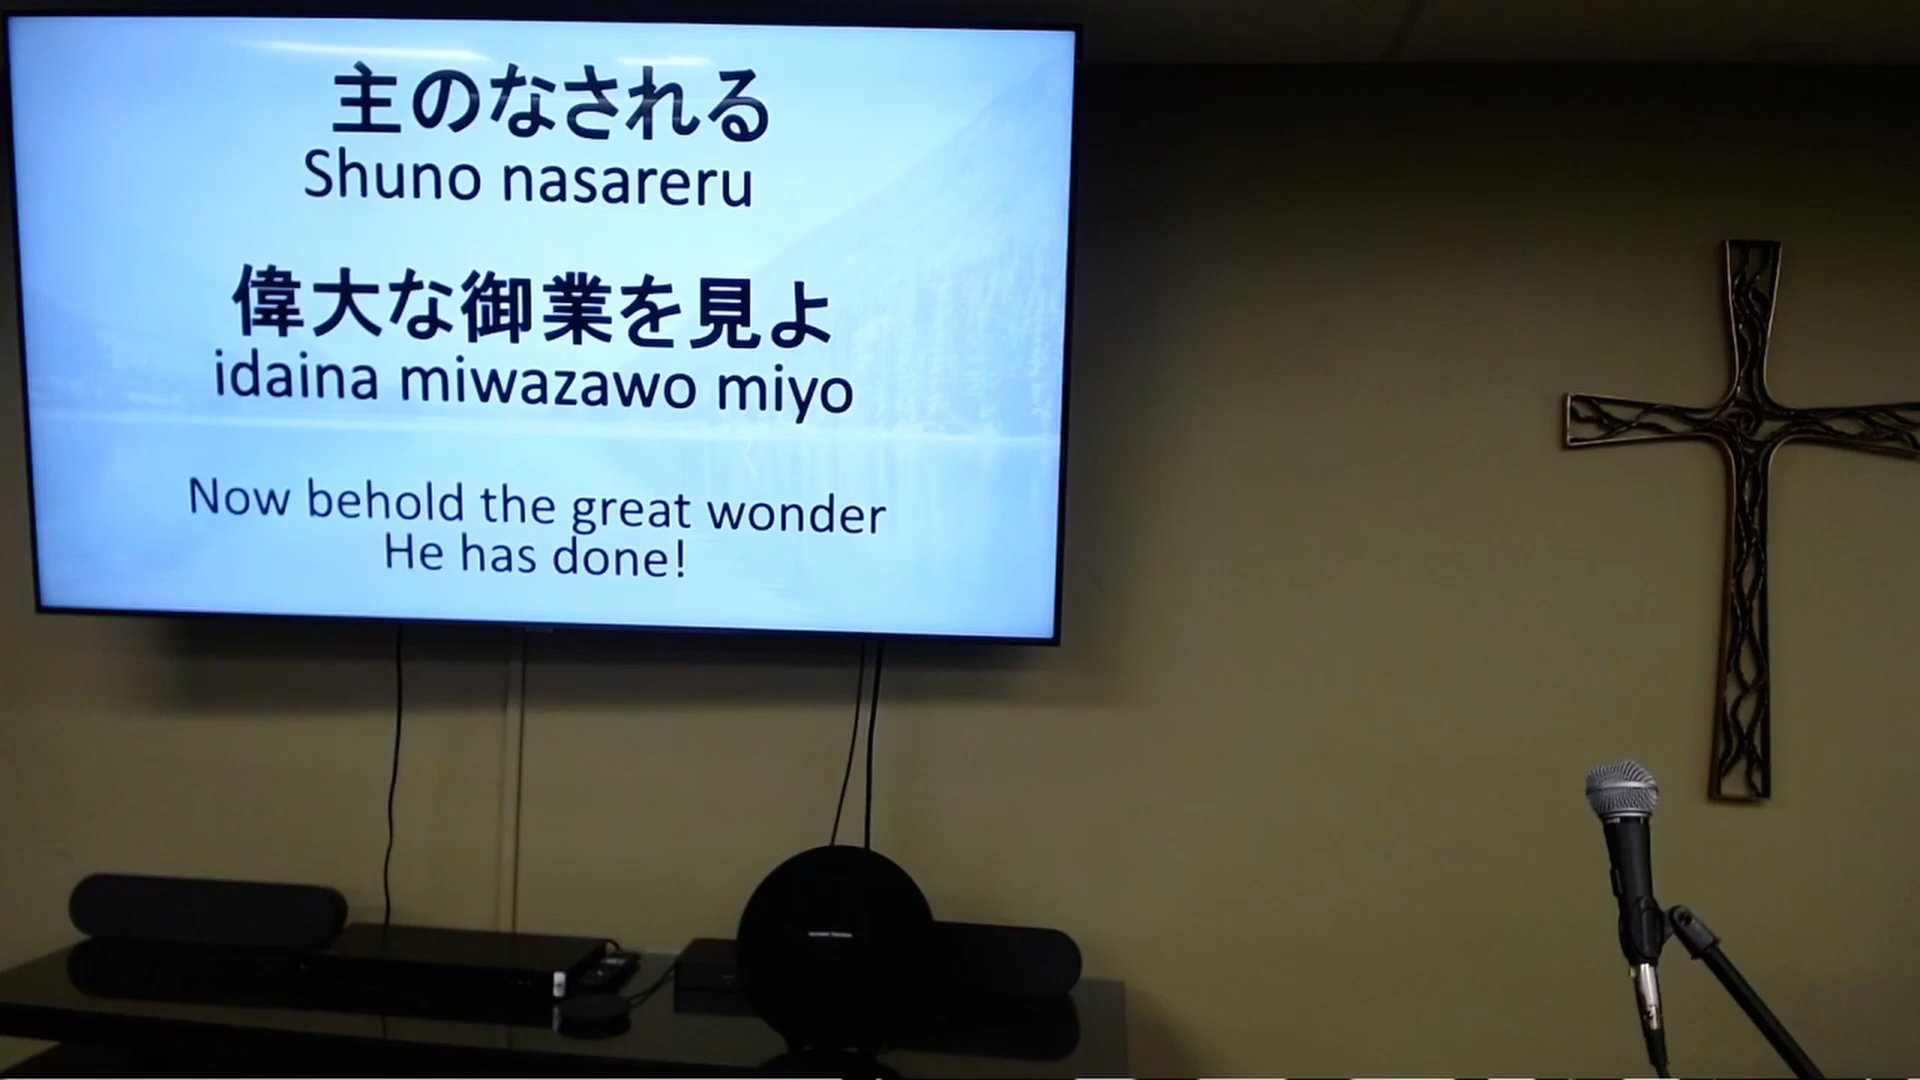 主のなされる
Shuno nasareru
偉大な御業を見よ
idaina miwazawo miyo
Now behold the great wonder
He has done!